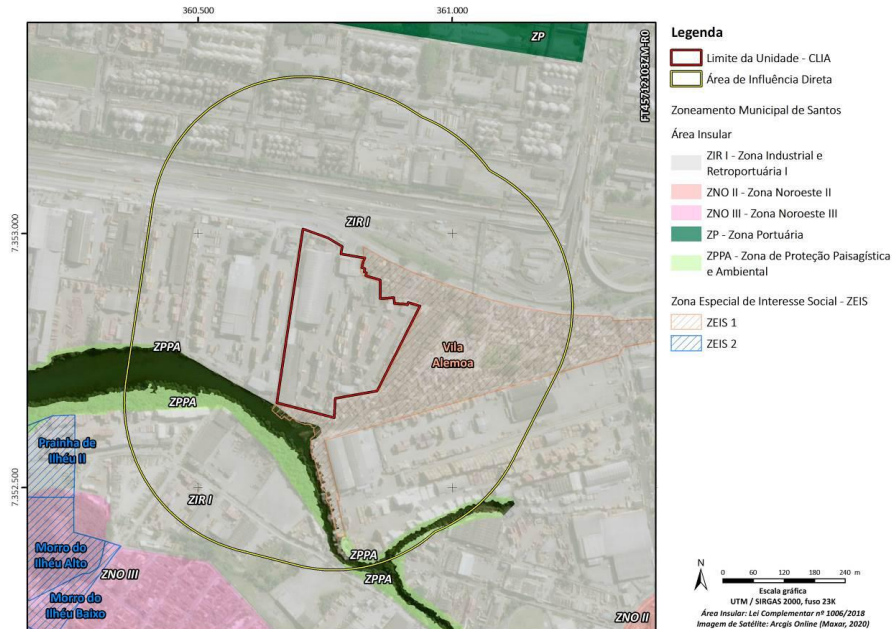 360.500
361.000
ZP
FT45712103ZM-R0
7.353.000
ZIR I
Vila
Alemoa
ZPPA
ZPPA
Prainha de
Ilhéu II
7.352.500
ZIR I
Morro do
Ilhéu Alto
ZNO III
Morro do
Ilhéu Baixo
ZPPA
ZPPA
ZNO II
Legenda
Limite da Unidade - CLIA
Área de Influência Direta
Zoneamento Municipal de Santos
Área Insular
ZIR I - Zona Industrial e
Retroportuária I
ZNO II - Zona Noroeste II
ZNO III - Zona Noroeste III
ZP - Zona Portuária
ZPPA - Zona de Proteção Paisagística
e Ambiental
Zona Especial de Interesse Social - ZEIS
ZEIS 1
ZEIS 2
N
0 60 120 180 240 m
Escala gráfica
UTM / SIRGAS 2000, fuso 23K
Área Insular: Lei Complementar nº 1006/2018
Imagem de Satélite: Arcgis Online (Maxar, 2020)